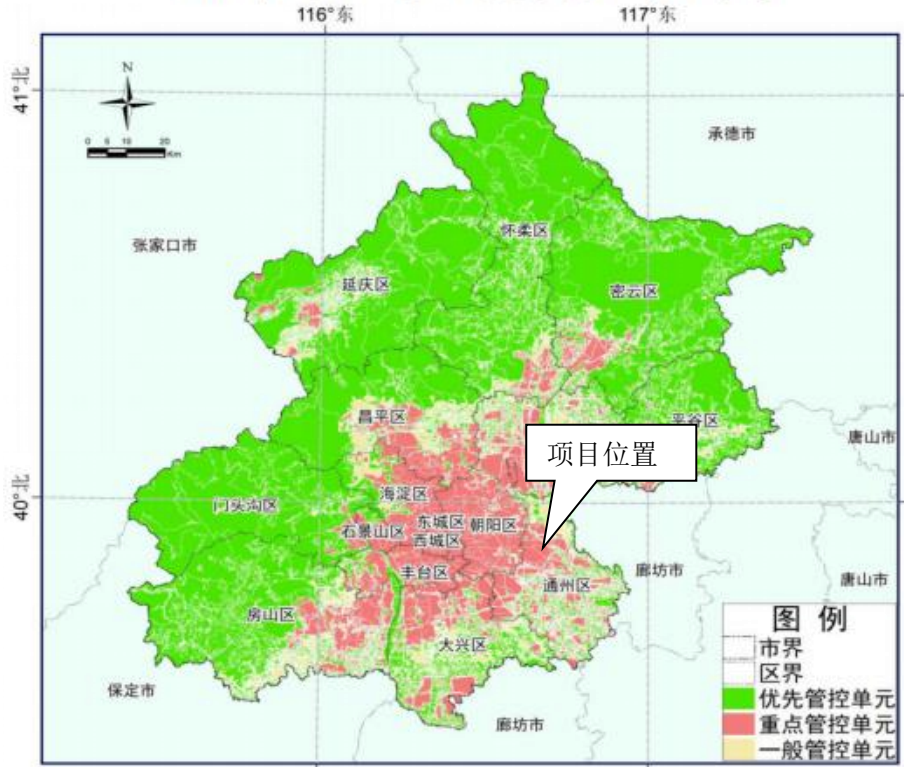 116°东 117°东
41°北
N
0 5 10 20
Km
承德市
张家口市
怀柔区
延庆区
密云区
昌平区
平谷区
唐山市
项目位置
40°北
海淀区
门头沟区
东城区 朝阳区
石景山区
西城区
丰台区
通州区
廊坊市
唐山市
房山区
大兴区
保定市
廊坊市
图 例
市界
区界
优先管控单元
重点管控单元
一般管控单元